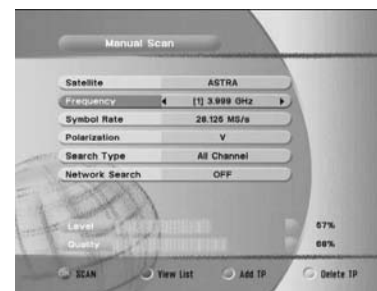 Manual Scan
Satellite ASTRA
Frequency [1] 3.999 GHz
Symbol Rate 28.126 MS/s
Polarization V
Search Type All Channel
Network Search OFF
Level 67%
Quality 68%
SCAN View List Add TP Delete TP